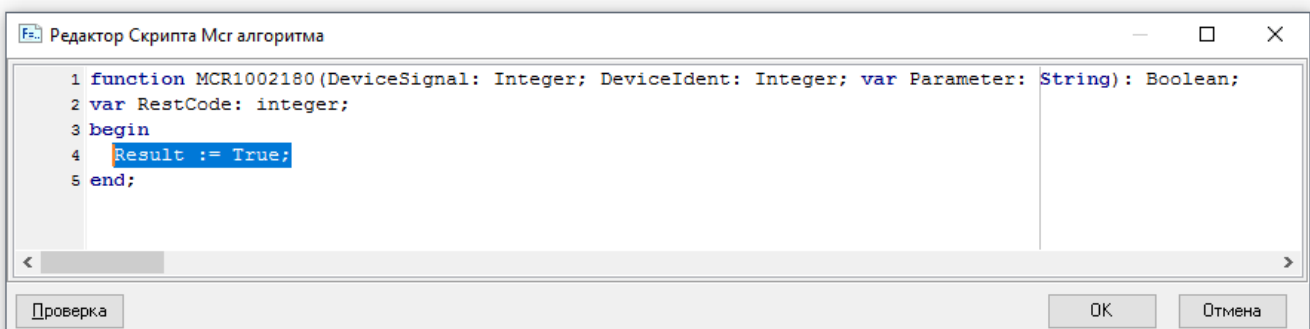 Редактор Скрипта Mcr алгоритма
1 function MCR1002180(DeviceSignal: Integer; DeviceIdent: Integer; var Parameter: String): Boolean;
2 var RestCode: integer;
3 begin
4 Result := True;
5 end;
Проверка
OK
Отмена